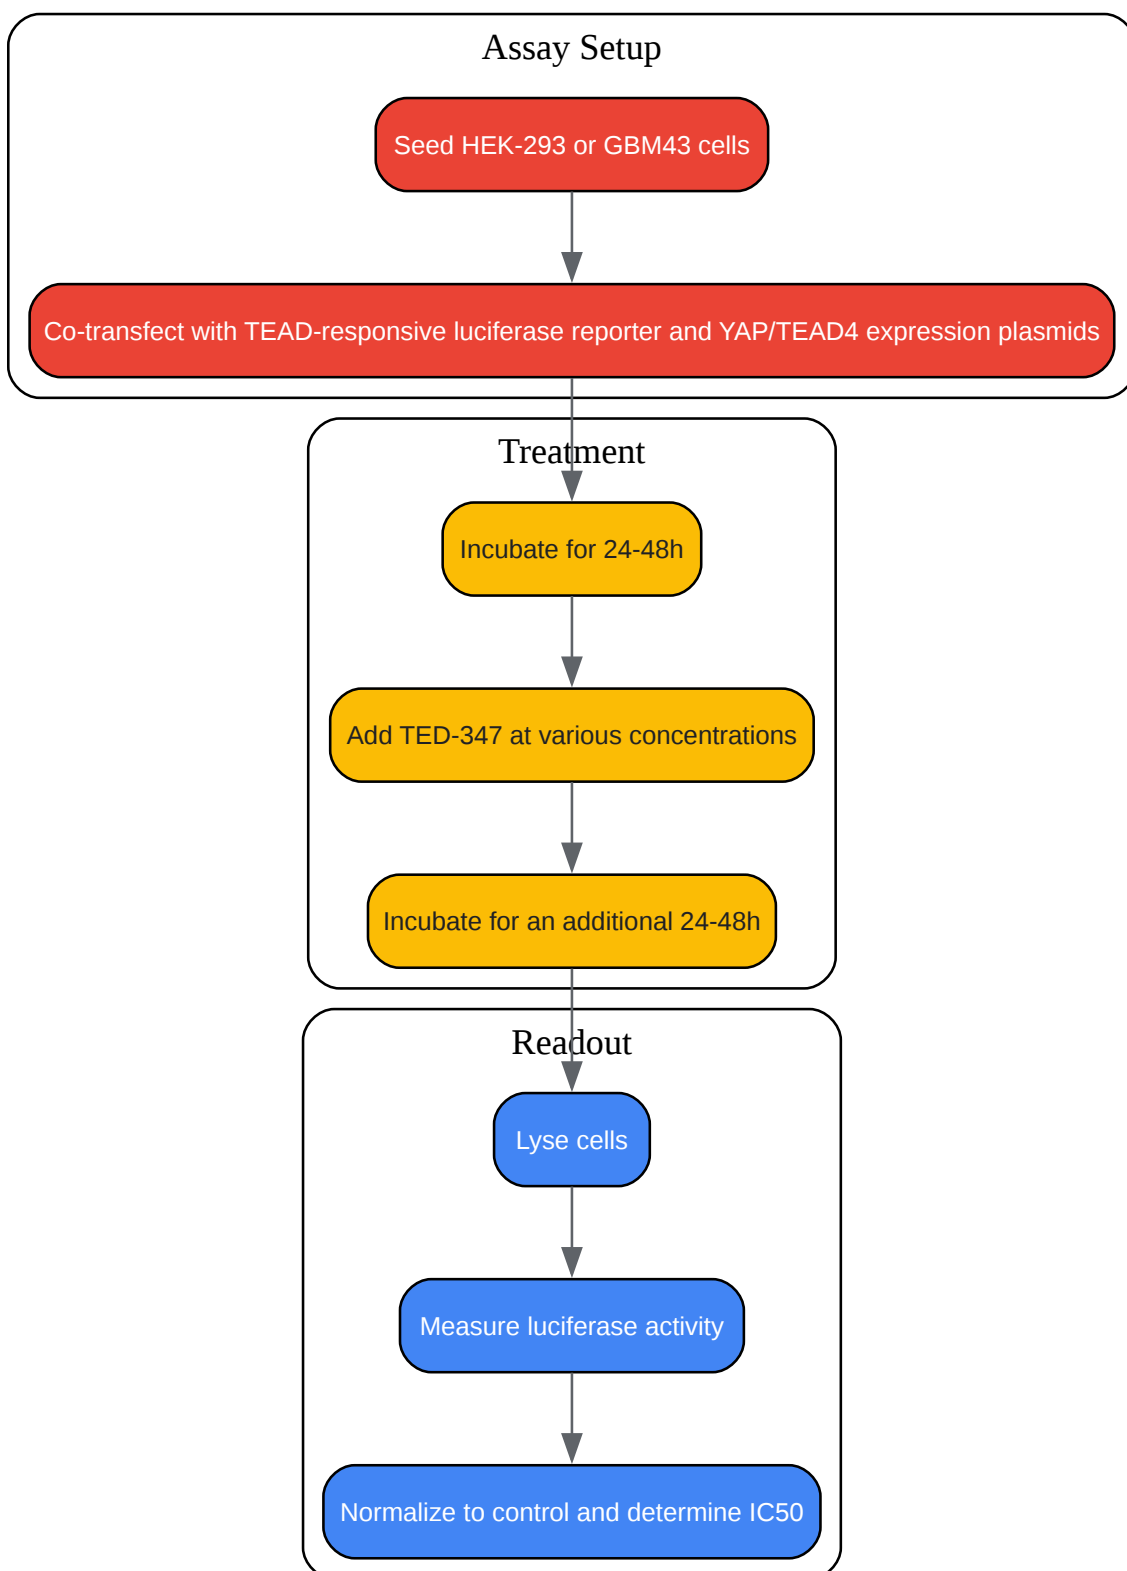 Assay Setup
Seed HEK-293 or GBM43 cells
Co-transfect with TEAD-responsive luciferase reporter and YAP/TEAD4 expression plasmids
Treatment
Incubate for 24-48h
Add TED-347 at various concentrations
Incubate for an additional 24-48h
Readout
Lyse cells
Measure luciferase activity
Normalize to control and determine IC50